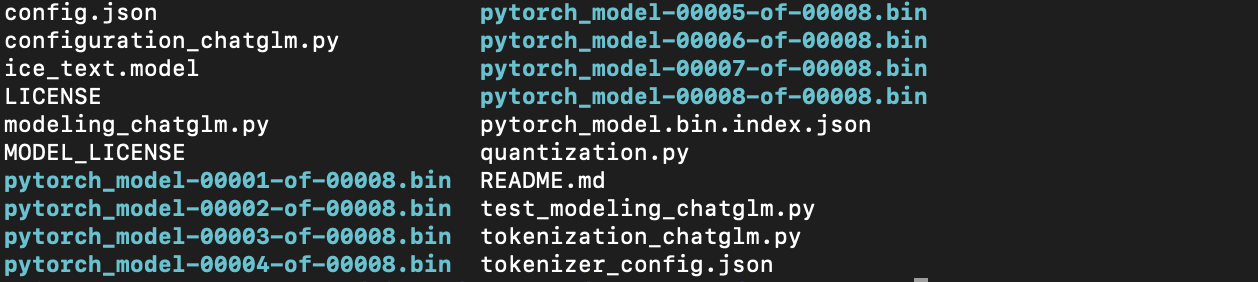 config.json pytorch_model-00005-of-00008.bin
configuration_chatglm.py pytorch_model-00006-of-00008.bin
ice_text.model pytorch_model-00007-of-00008.bin
LICENSE pytorch_model-00008-of-00008.bin
modeling_chatglm.py pytorch_model.bin.index.json
MODEL_LICENSE quantization.py
pytorch_model-00001-of-00008.bin README.md
pytorch_model-00002-of-00008.bin test_modeling_chatglm.py
pytorch_model-00003-of-00008.bin tokenization_chatglm.py
pytorch_model-00004-of-00008.bin tokenizer_config.json